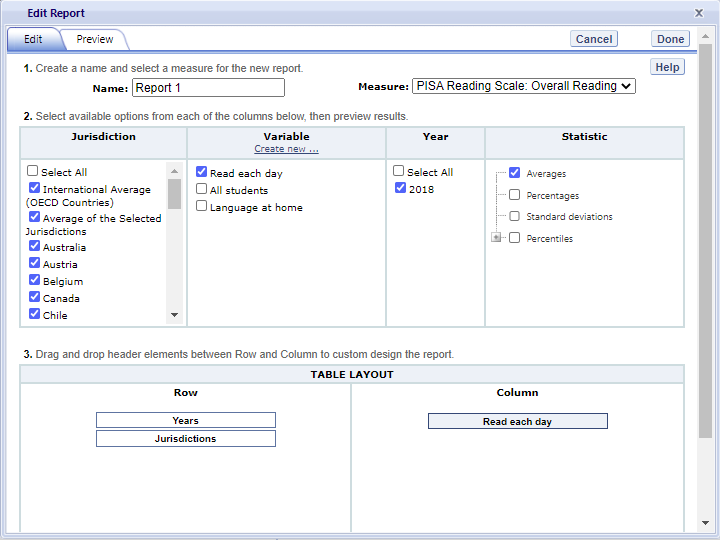 Edit Report
X
Edit
Preview
Cancel
Done
1. Create a name and select a measure for the new report.
Help
Name: Report 1
Measure: PISA Reading Scale: Overall Reading
2. Select available options from each of the columns below, then preview results.
Jurisdiction
Variable
Year
Statistic
Create new ...
Select All
International Average
(OECD Countries)
Average of the Selected
Jurisdictions
Australia
Austria
Belgium
Canada
Chile
Read each day
All students
Language at home
Select All
2018
Averages
Percentages
Standard deviations
Percentiles
3. Drag and drop header elements between Row and Column to custom design the report.
TABLE LAYOUT
Row
Column
Years
Jurisdictions
Read each day